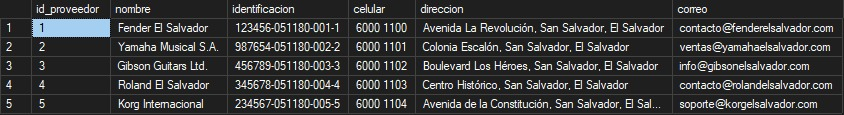 id_proveedor nombre identificacion celular direccion correo
1 1 Fender El Salvador 123456-051180-001-1 6000 1100 Avenida La Revolución, San Salvador, El Salvador contacto@fenderelsalvador.com
2 2 Yamaha Musical S.A. 987654-051180-002-2 6000 1101 Colonia Escalón, San Salvador, El Salvador ventas@yamahaelsalvador.com
3 3 Gibson Guitars Ltd. 456789-051180-003-3 6000 1102 Boulevard Los Héroes, San Salvador, El Salvador info@gibsonelsalvador.com
4 4 Roland El Salvador 345678-051180-004-4 6000 1103 Centro Histórico, San Salvador, El Salvador contacto@rolandelsalvador.com
5 5 Korg Internacional 234567-051180-005-5 6000 1104 Avenida de la Constitución, San Salvador, El Sal... soporte@korgelsalvador.com